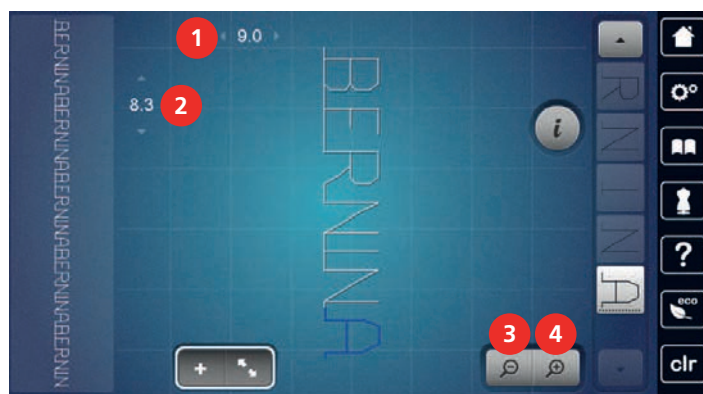 BERNINABERNINABERNINABERNINABERNIN
1 9.0
8.3 2
BERNINA
i
R
N
I
N
A
?
eco
clr
3 4
+